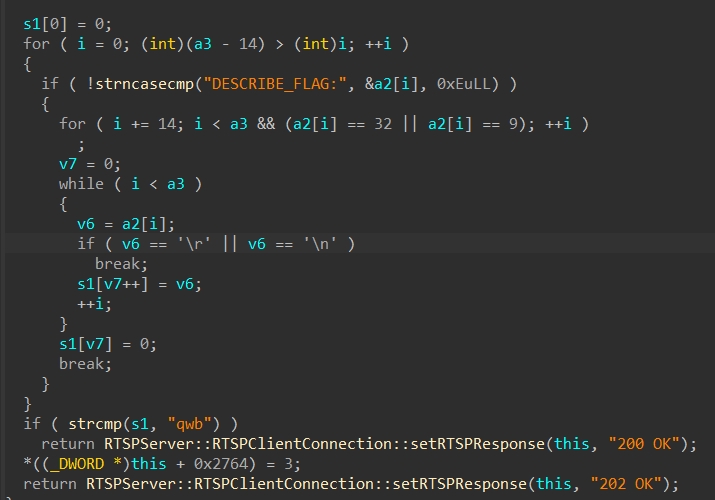 s1[0] = 0;
for ( i = 0; (int)(a3 - 14) > (int)i; ++i )
{
if ( !strncasecmp("DESCRIBE_FLAG:", &a2[i], 0xEuLL) )
{
for ( i += 14; i < a3 && (a2[i] == 32 || a2[i] == 9); ++i )
;
v7 = 0;
while ( i < a3 )
{
v6 = a2[i];
if ( v6 == '\r' || v6 == '\n' )
break;
s1[v7++] = v6;
++i;
}
s1[v7] = 0;
break;
}
}
if ( strcmp(s1, "qwb") )
return RTSPServer::RTSPClientConnection::setRTSPResponse(this, "200 OK");
*((_DWORD *)this + 0x2764) = 3;
return RTSPServer::RTSPClientConnection::setRTSPResponse(this, "202 OK");